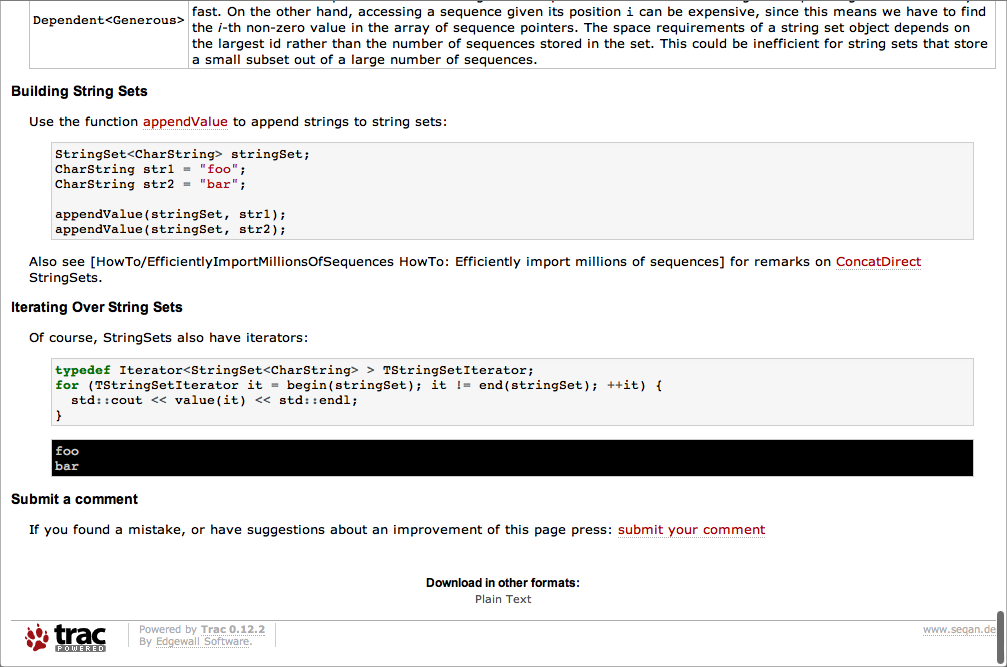 fast. On the other hand, accessing a sequence given its position i can be expensive, since this means we have to find
Dependent<Generous>
the i-th non-zero value in the array of sequence pointers. The space requirements of a string set object depends on
the largest id rather than the number of sequences stored in the set. This could be inefficient for string sets that store
a small subset out of a large number of sequences.
Building String Sets
Use the function appendValue to append strings to string sets:
StringSet<CharString> stringSet;
CharString str1 = "foo";
CharString str2 = "bar";
appendValue(stringSet, str1);
appendValue(stringSet, str2);
Also see [HowTo/EfficientlyImportMillionsOfSequences HowTo: Efficiently import millions of sequences] for remarks on ConcatDirect
StringSets.
Iterating Over String Sets
Of course, StringSets also have iterators:
typedef Iterator<StringSet<CharString> > TStringSetIterator;
for (TStringSetIterator it = begin(stringSet); it != end(stringSet); ++it) {
  std::cout << value(it) << std::endl;
}
foo
bar
Submit a comment
If you found a mistake, or have suggestions about an improvement of this page press: submit your comment
Download in other formats:
Plain Text
trac
POWERED
Powered by Trac 0.12.2
By Edgewall Software.
www.seqan.de